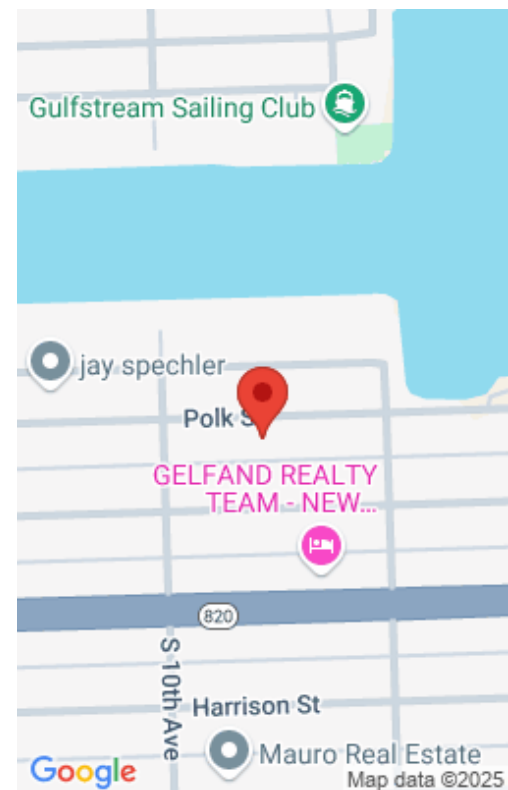 Gulfstream Sailing Club
jay spechler
Polk S
GELFAND REALTY
TEAM - NEW...
820
S 10th Ave
Harrison St
Mauro Real Estate
Google
Map data ©2025